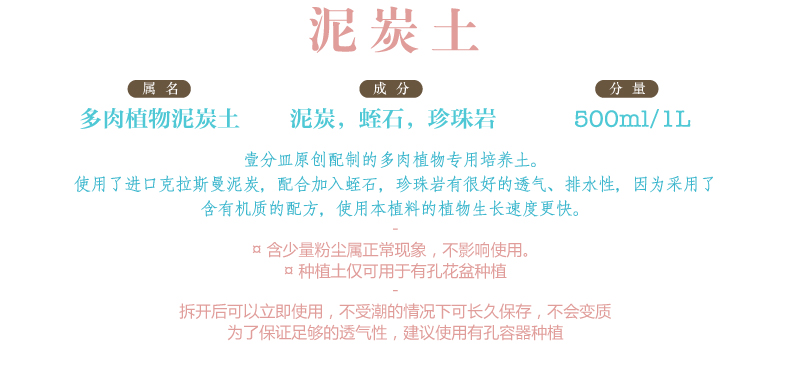 泥炭土
属名 成分 分量
多肉植物泥炭土 泥炭，蛭石，珍珠岩 500ml/1L
壹分皿原创配制的多肉植物专用培养土。
使用了进口克拉斯曼泥炭，配合加入蛭石，珍珠岩有很好的透气、排水性，因为采用了
含有机质的配方，使用本植料的植物生长速度更快。
-
¤ 含少量粉尘属正常现象，不影响使用。
¤ 种植土仅可用于有孔花盆种植
-
拆开后可以立即使用，不受潮的情况下可长久保存，不会变质
为了保证足够的透气性，建议使用有孔容器种植